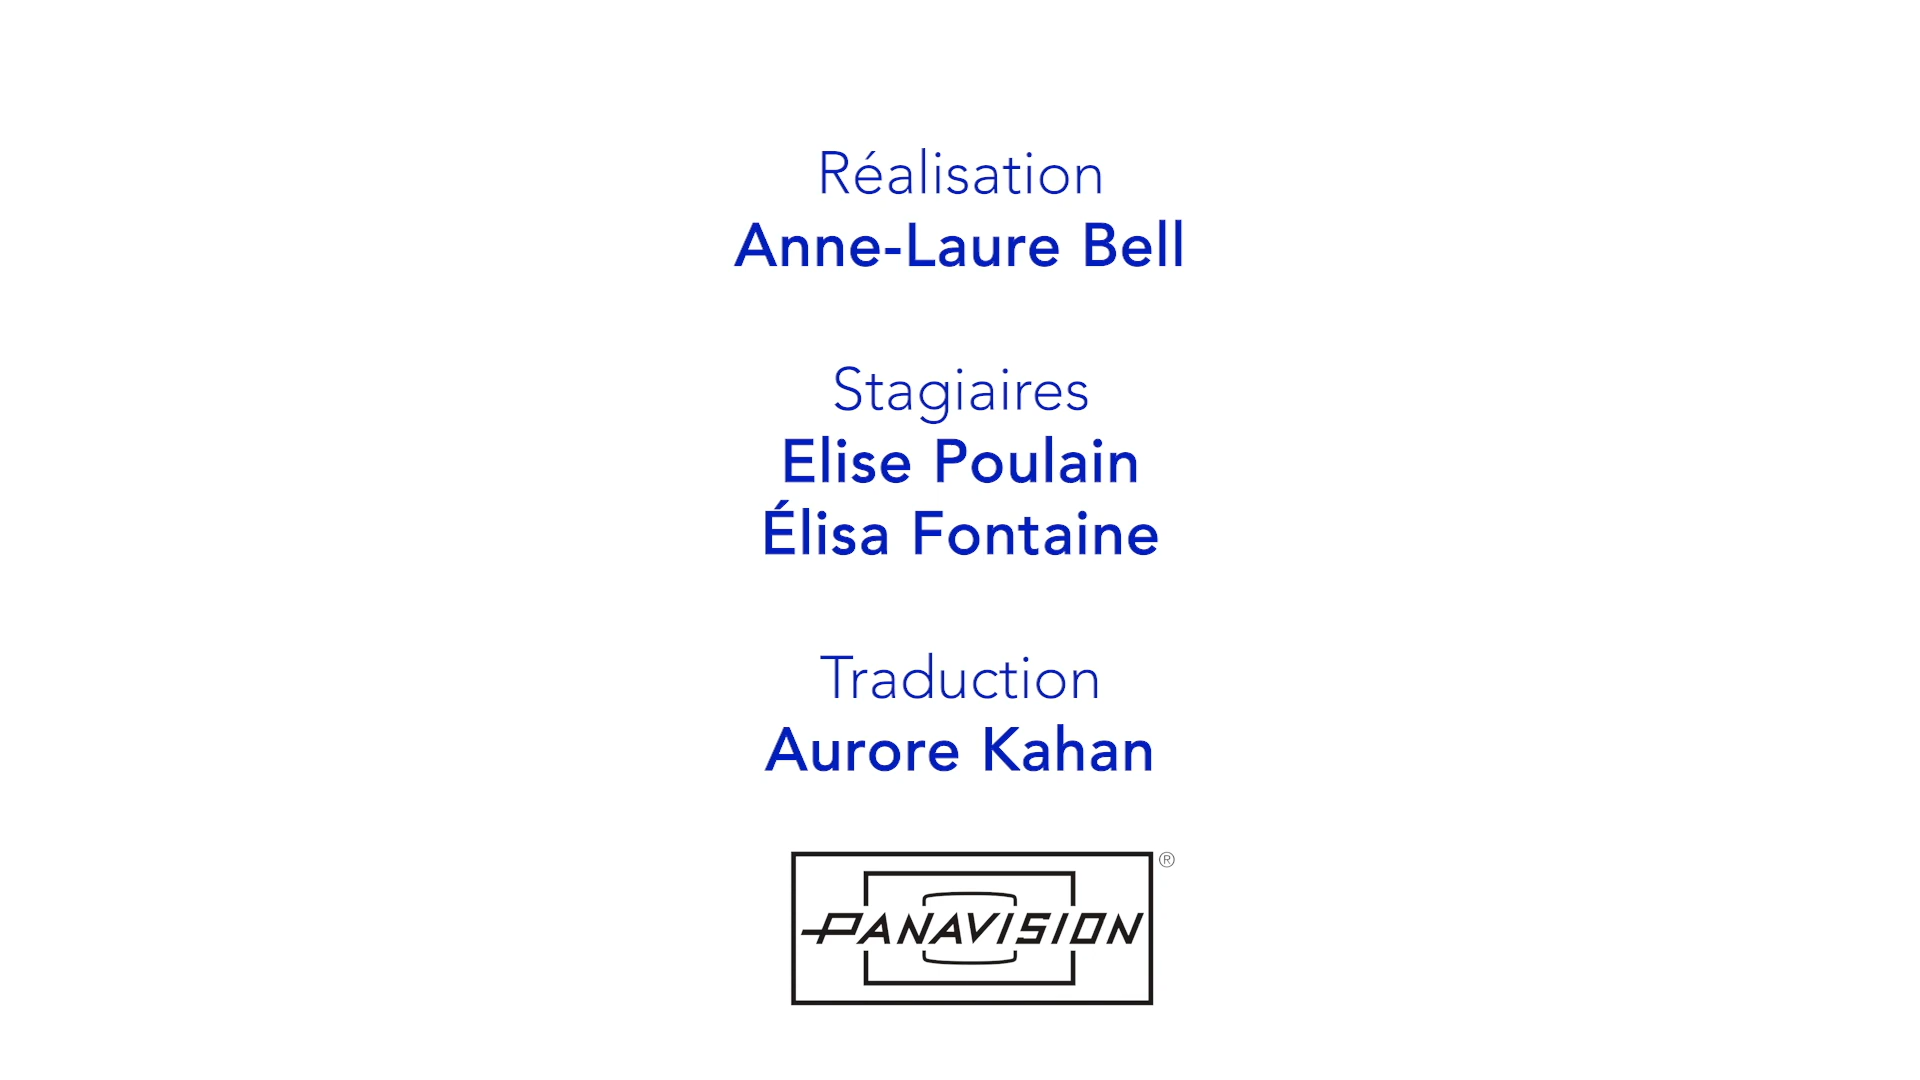 Réalisation
Anne-Laure Bell
Stagiaires
Elise Poulain
Élisa Fontaine
Traduction
Aurore Kahan
PANAVISION ®